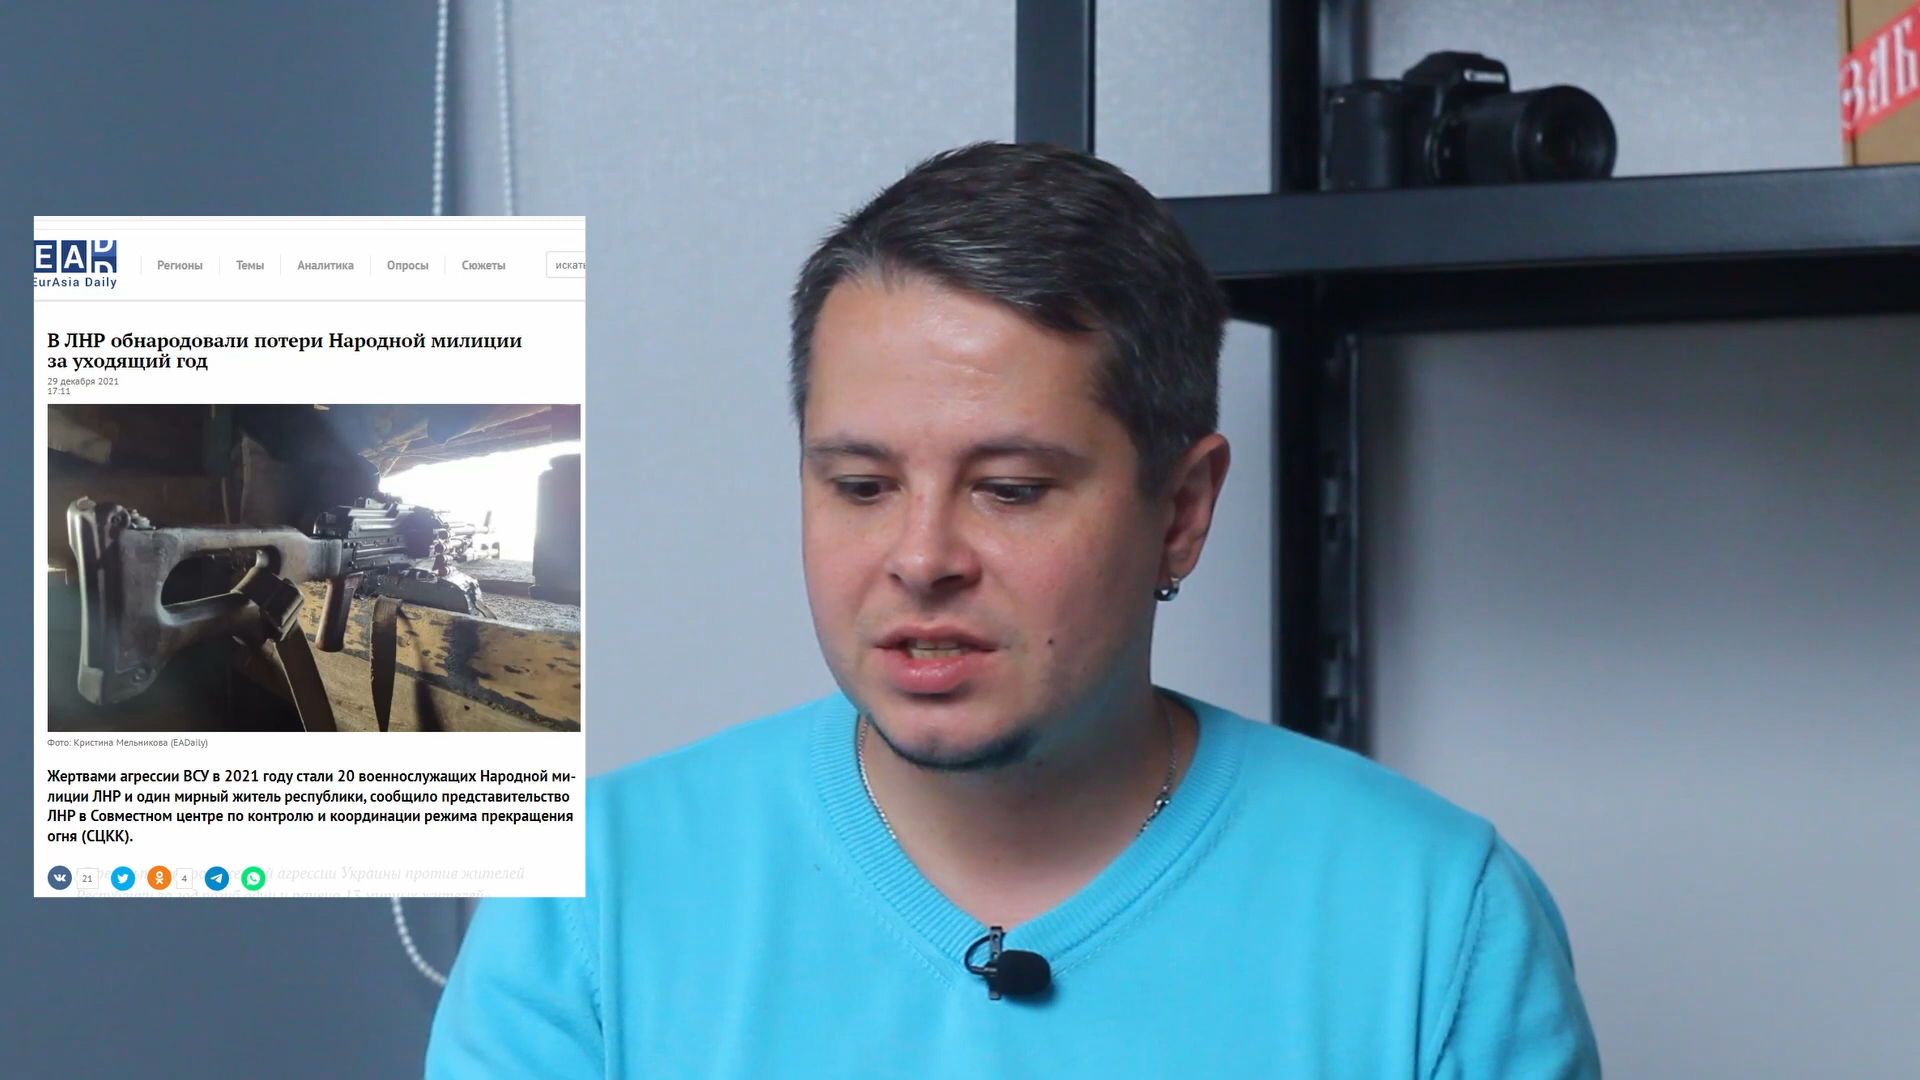 EAD
D
EurAsia Daily
Регионы
Темы
Аналитика
Опросы
Сюжеты
искать
В ЛНР обнародовали потери Народной милиции
за уходящий год
29 декабря 2021
17:11
Фото: Кристина Мельникова (EADaily)
Жертвами агрессии ВСУ в 2021 году стали 20 военнослужащих Народной ми-
лиции ЛНР и один мирный житель республики, сообщило представительство
ЛНР в Совместном центре по контролю и координации режима прекращения
огня (СЦКК).
21
4
агрессии Украины против жителей
Canon
ЗАБ